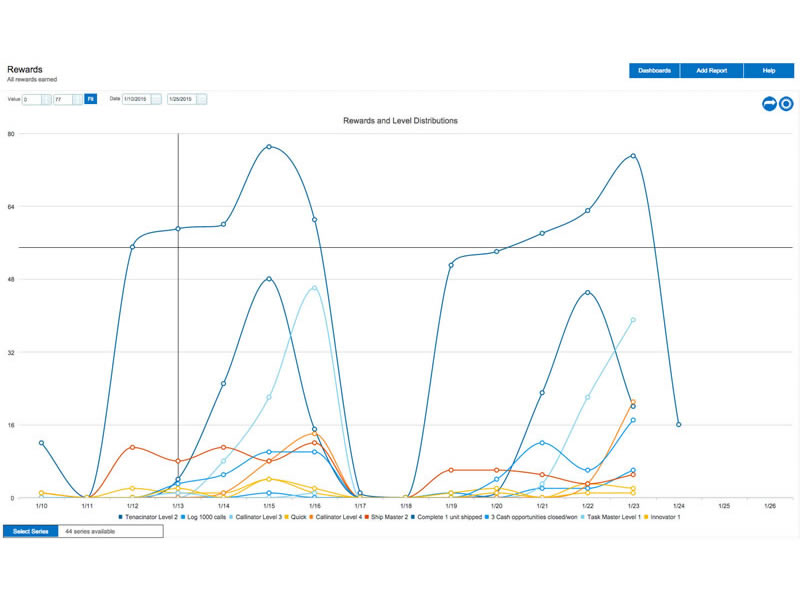 Rewards
All rewards earned
Dashboards Add Report Help
Value 0 77 Fit Date 1/10/2015 1/25/2015
Rewards and Level Distributions
80
64
48
32
16
0
1/10 1/11 1/12 1/13 1/14 1/15 1/16 1/17 1/18 1/19 1/20 1/21 1/22 1/23 1/24 1/25 1/26
Tenacinator Level 2 Log 1000 calls Callinator Level 3 Quick Callinator Level 4 Ship Master 2 Complete 1 unit shipped 3 Cash opportunities closed/won Task Master Level 1 Innovator 1
Select Series 44 series available